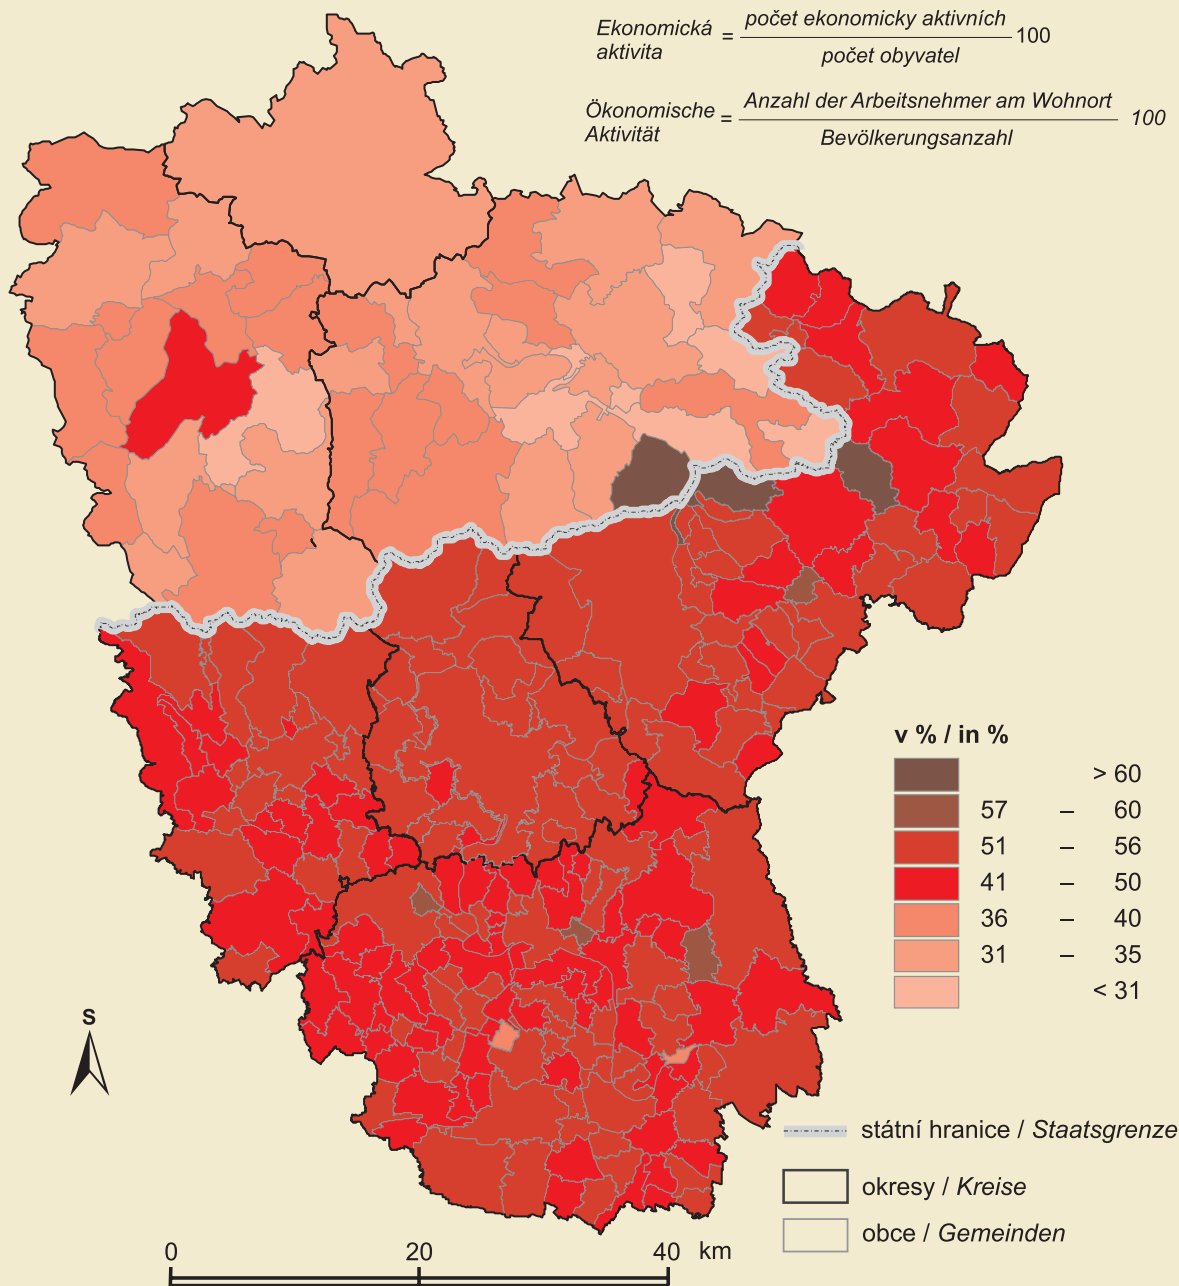 Ekonomická
aktivita
=
počet ekonomicky aktivních
počet obyvatel
100
Ökonomische
Aktivität
=
Anzahl der Arbeitsnehmer am Wohnort
Bevölkerungsanzahl
100
v % / in %
> 60
57 – 60
51 – 56
41 – 50
36 – 40
31 – 35
< 31
S
státní hranice / Staatsgrenze
okresy / Kreise
obce / Gemeinden
0 20 40 km